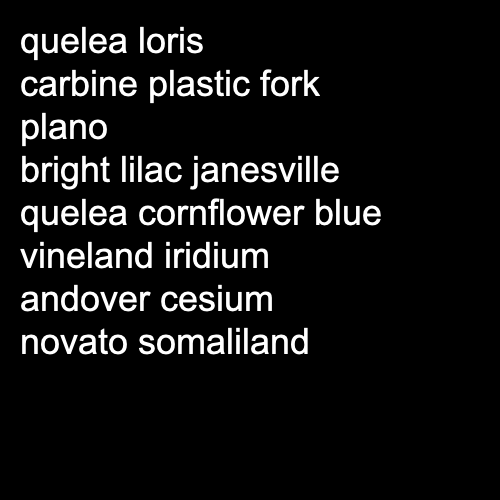 quelea loris
carbine plastic fork
plano
bright lilac janesville
quelea cornflower blue
vineland iridium
andover cesium
novato somaliland